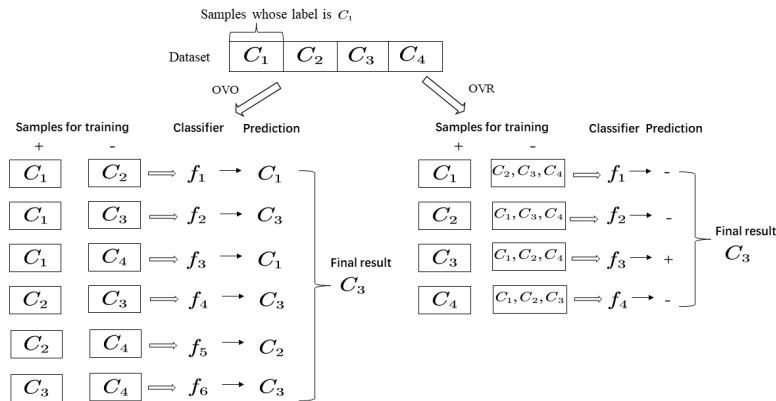 Samples whose label is C₁
Dataset C₁ C₂ C₃ C₄
OVO
Samples for training Classifier Prediction
+ -
C₁ C₂ f₁ C₁
C₁ C₃ f₂ C₃
C₁ C₄ f₃ C₁
C₂ C₃ f₄ C₃
C₂ C₄ f₅ C₂
C₃ C₄ f₆ C₃
Final result
C₃
OVR
Samples for training Classifier Prediction
+ -
C₁ C₂, C₃, C₄ f₁ -
C₂ C₁, C₃, C₄ f₂ -
C₃ C₁, C₂, C₄ f₃ +
C₄ C₁, C₂, C₃ f₄ -
Final result
C₃